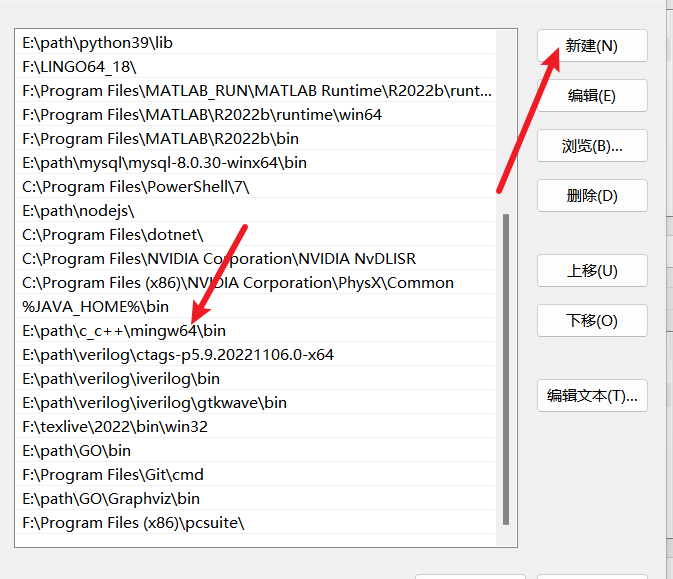 E:\path\python39\lib
F:\LINGO64_18\
F:\Program Files\MATLAB_RUN\MATLAB Runtime\R2022b\runt...
F:\Program Files\MATLAB\R2022b\runtime\win64
F:\Program Files\MATLAB\R2022b\bin
E:\path\mysql\mysql-8.0.30-winx64\bin
C:\Program Files\PowerShell\7\
E:\path\nodejs\
C:\Program Files\dotnet\
C:\Program Files\NVIDIA Corporation\NVIDIA NvDLISR
C:\Program Files (x86)\NVIDIA Corporation\PhysX\Common
%JAVA_HOME%\bin
E:\path\c_c++\mingw64\bin
E:\path\verilog\ctags-p5.9.20221106.0-x64
E:\path\verilog\iverilog\bin
E:\path\verilog\iverilog\gtkwave\bin
F:\texlive\2022\bin\win32
E:\path\GO\bin
F:\Program Files\Git\cmd
E:\path\GO\Graphviz\bin
F:\Program Files (x86)\pcsuite\
新建(N)
编辑(E)
浏览(B)...
删除(D)
上移(U)
下移(O)
编辑文本(T)...